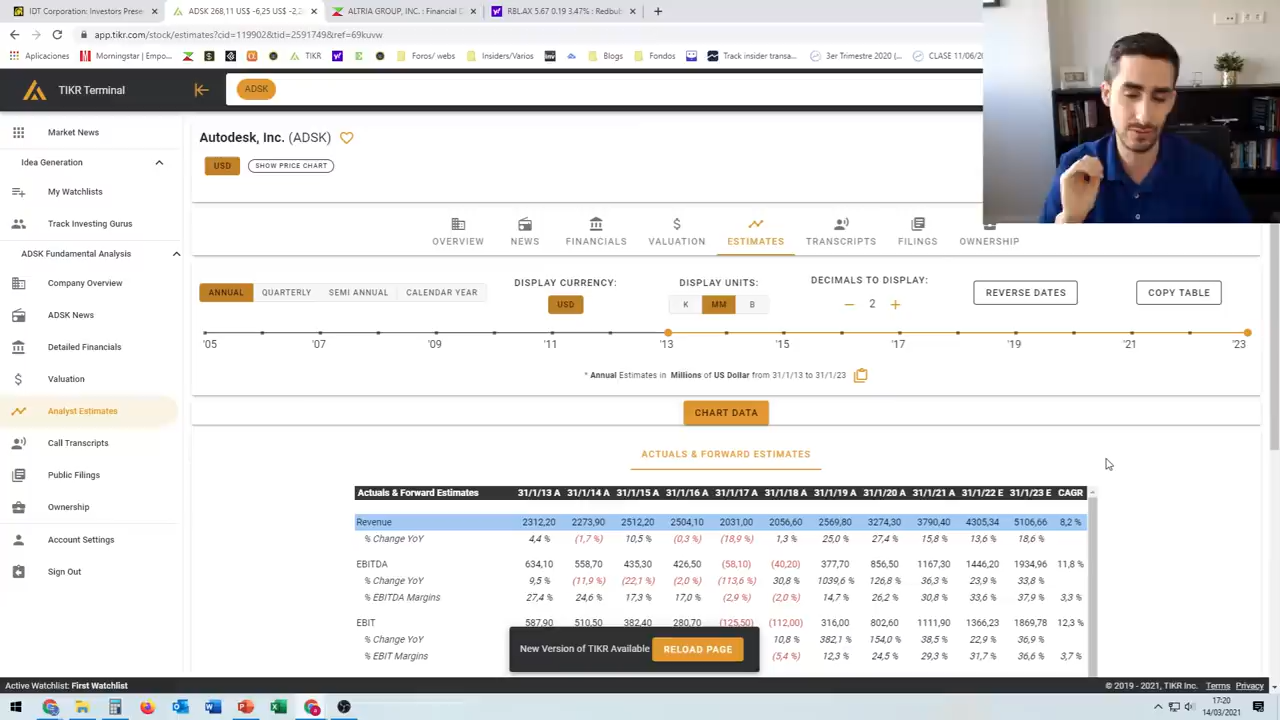 IDT Corporation: Investors Prese
ADSK 268,11 US$ -6,25 US$ -2,
ALTRIA GROUP, INC. : Financial D
RBL.AX 5.67 0.19 3.47% : Redbub
app.tikr.com/stock/estimates?cid=119902&tid=2591749&ref=69kuvw
Aplicaciones
Morningstar | Empo...
TIKR
Foros/ webs
Insiders/Varios
Blogs
Fondos
Track insider transa...
3er Trimestre 2020 (...
CLASE 11/06/20
TIKR Terminal
ADSK
Market News
Idea Generation
My Watchlists
Track Investing Gurus
ADSK Fundamental Analysis
Company Overview
ADSK News
Detailed Financials
Valuation
Analyst Estimates
Call Transcripts
Public Filings
Ownership
Account Settings
Sign Out
Autodesk, Inc. (ADSK)
USD
SHOW PRICE CHART
OVERVIEW
NEWS
FINANCIALS
VALUATION
ESTIMATES
TRANSCRIPTS
FILINGS
OWNERSHIP
ANNUAL QUARTERLY SEMI ANNUAL CALENDAR YEAR
DISPLAY CURRENCY:
USD
DISPLAY UNITS:
K MM B
DECIMALS TO DISPLAY:
2
REVERSE DATES
COPY TABLE
'05 '07 '09 '11 '13 '15 '17 '19 '21 '23
* Annual Estimates in Millions of US Dollar from 31/1/13 to 31/1/23
CHART DATA
ACTUALS & FORWARD ESTIMATES
Actuals & Forward Estimates 31/1/13 A 31/1/14 A 31/1/15 A 31/1/16 A 31/1/17 A 31/1/18 A 31/1/19 A 31/1/20 A 31/1/21 A 31/1/22 E 31/1/23 E CAGR
Revenue 2312,20 2273,90 2512,20 2504,10 2031,00 2056,60 2569,80 3274,30 3790,40 4305,34 5106,66 8,2 %
% Change YoY 4,4 % (1,7 %) 10,5 % (0,3 %) (18,9 %) 1,3 % 25,0 % 27,4 % 15,8 % 13,6 % 18,6 %
EBITDA 634,10 558,70 435,30 426,50 (58,10) (40,20) 377,70 856,50 1167,30 1446,20 1934,96 11,8 %
% Change YoY 9,5 % (11,9 %) (22,1 %) (2,0 %) (113,6 %) 30,8 % 1039,6 % 126,8 % 36,3 % 23,9 % 33,8 %
% EBITDA Margins 27,4 % 24,6 % 17,3 % 17,0 % (2,9 %) (2,0 %) 14,7 % 26,2 % 30,8 % 33,6 % 37,9 % 3,3 %
EBIT 587,90 510,50 382,40 280,70 (125,50) (112,00) 316,00 802,60 1111,90 1366,23 1869,78 12,3 %
% Change YoY 10,8 % 382,1 % 154,0 % 38,5 % 22,9 % 36,9 %
% EBIT Margins (5,4 %) 12,3 % 24,5 % 29,3 % 31,7 % 36,6 % 3,7 %
New Version of TIKR Available RELOAD PAGE
Active Watchlist: First Watchlist
© 2019 - 2021, TIKR Inc. Terms Privacy
17:20
14/03/2021